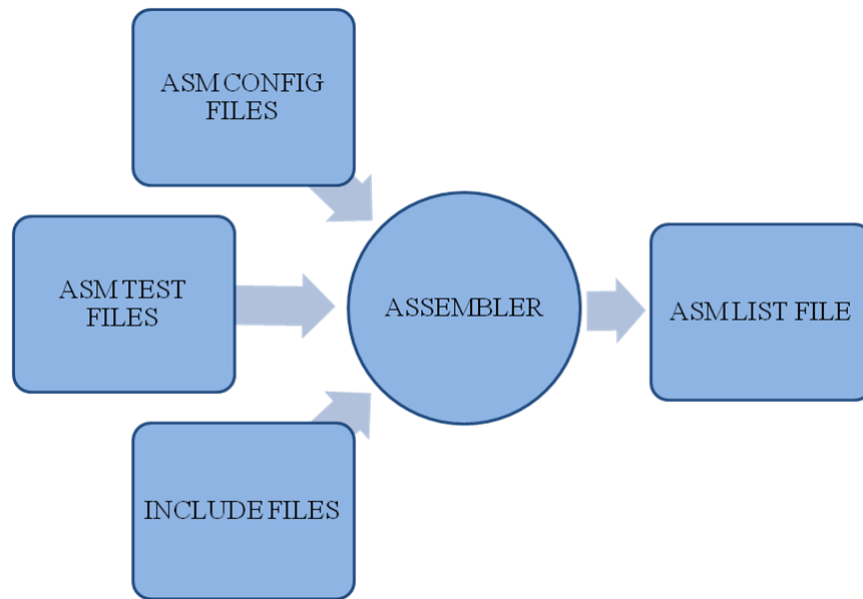 ASM CONFIG
FILES
ASM TEST
FILES
ASSEMBLER
ASM LIST FILE
INCLUDE FILES